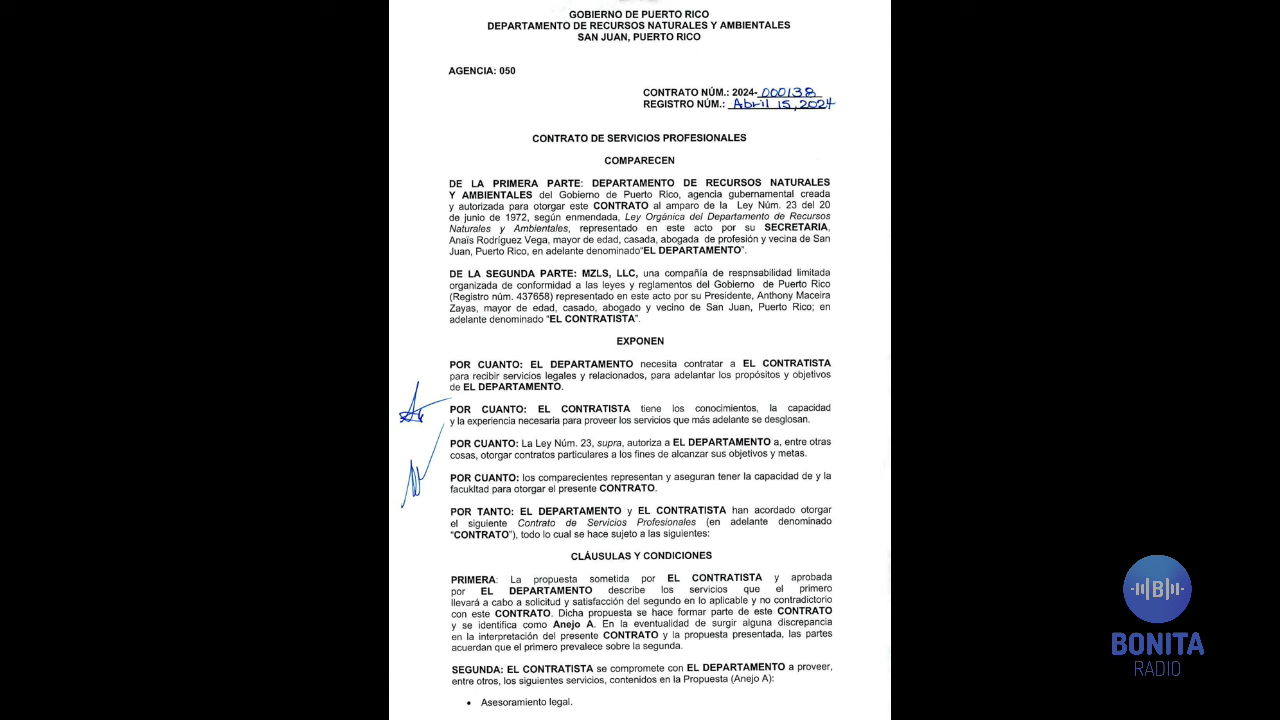 GOBIERNO DE PUERTO RICO
DEPARTAMENTO DE RECURSOS NATURALES Y AMBIENTALES
SAN JUAN, PUERTO RICO
AGENCIA: 050
CONTRATO NÚM.: 2024-000138
REGISTRO NÚM.: Abril 15, 2024
CONTRATO DE SERVICIOS PROFESIONALES
COMPARECEN
DE LA PRIMERA PARTE: DEPARTAMENTO DE RECURSOS NATURALES
Y AMBIENTALES del Gobierno de Puerto Rico, agencia gubernamental creada
y autorizada para otorgar este CONTRATO al amparo de la Ley Núm. 23 del 20
de junio de 1972, según enmendada, Ley Orgánica del Departamento de Recursos
Naturales y Ambientales, representado en este acto por su SECRETARIA,
Anaïs Rodríguez Vega, mayor de edad, casada, abogada de profesión y vecina de San
Juan, Puerto Rico, en adelante denominado"EL DEPARTAMENTO".
DE LA SEGUNDA PARTE: MZLS, LLC, una compañía de respnsabilidad limitada
organizada de conformidad a las leyes y reglamentos del Gobierno de Puerto Rico
(Registro núm. 437658) representado en este acto por su Presidente, Anthony Maceira
Zayas, mayor de edad, casado, abogado y vecino de San Juan, Puerto Rico; en
adelante denominado "EL CONTRATISTA".
EXPONEN
POR CUANTO: EL DEPARTAMENTO necesita contratar a EL CONTRATISTA
para recibir servicios legales y relacionados, para adelantar los propósitos y objetivos
de EL DEPARTAMENTO.
POR CUANTO: EL CONTRATISTA tiene los conocimientos, la capacidad
y la experiencia necesaria para proveer los servicios que más adelante se desglosan.
POR CUANTO: La Ley Núm. 23, supra, autoriza a EL DEPARTAMENTO a, entre otras
cosas, otorgar contratos particulares a los fines de alcanzar sus objetivos y metas.
POR CUANTO: los comparecientes representan y aseguran tener la capacidad de y la
facukltad para otorgar el presente CONTRATO.
POR TANTO: EL DEPARTAMENTO y EL CONTRATISTA han acordado otorgar
el siguiente Contrato de Servicios Profesionales (en adelante denominado
"CONTRATO"), todo lo cual se hace sujeto a las siguientes:
CLÁUSULAS Y CONDICIONES
PRIMERA: La propuesta sometida por EL CONTRATISTA y aprobada
por EL DEPARTAMENTO describe los servicios que el primero
llevará a cabo a solicitud y satisfacción del segundo en lo aplicable y no contradictorio
con este CONTRATO. Dicha propuesta se hace formar parte de este CONTRATO
y se identifica como Anejo A. En la eventualidad de surgir alguna discrepancia
en la interpretación del presente CONTRATO y la propuesta presentada, las partes
acuerdan que el primero prevalece sobre la segunda.
SEGUNDA: EL CONTRATISTA se compromete con EL DEPARTAMENTO a proveer,
entre otros, los siguientes servicios, contenidos en la Propuesta (Anejo A):
• Asesoramiento legal.
B
BONITA
RADIO